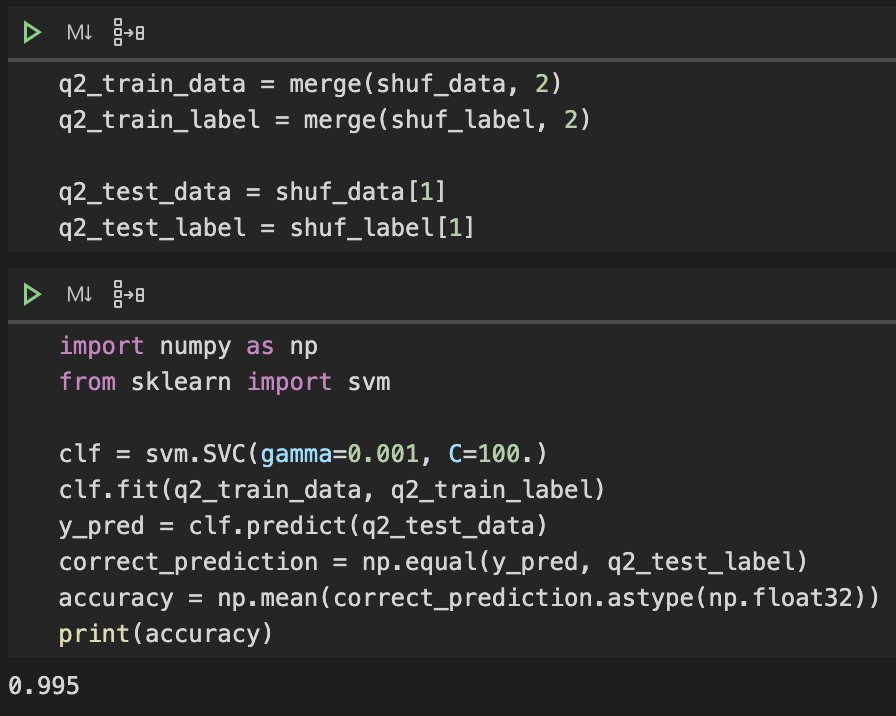 M↓
q2_train_data = merge(shuf_data, 2)
q2_train_label = merge(shuf_label, 2)
q2_test_data = shuf_data[1]
q2_test_label = shuf_label[1]
M↓
import numpy as np
from sklearn import svm
clf = svm.SVC(gamma=0.001, C=100.)
clf.fit(q2_train_data, q2_train_label)
y_pred = clf.predict(q2_test_data)
correct_prediction = np.equal(y_pred, q2_test_label)
accuracy = np.mean(correct_prediction.astype(np.float32))
print(accuracy)
0.995